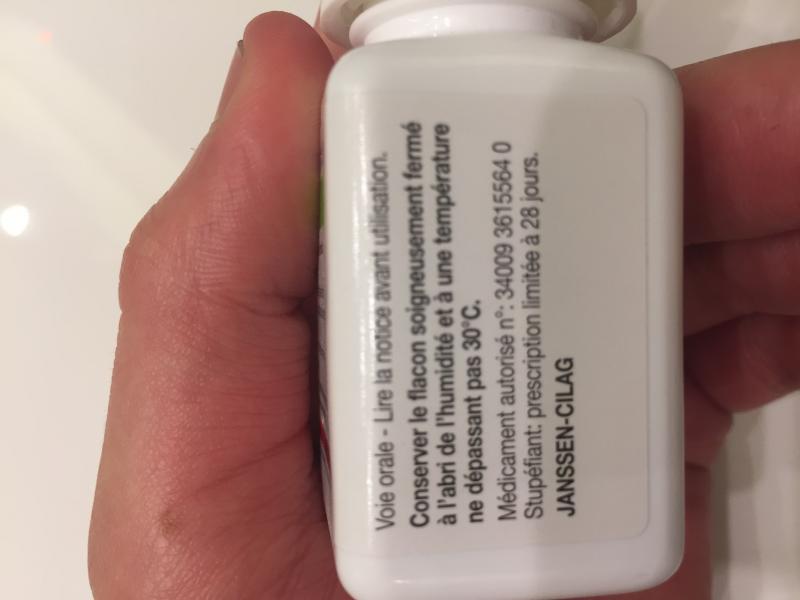 Voie orale - Lire la notice avant utilisation.
Conserver le flacon soigneusement fermé
à l'abri de l'humidité et à une température
ne dépassant pas 30°C.
Médicament autorisé n°: 34009 3615564 0
Stupéfiant: prescription limitée à 28 jours.
JANSSEN-CILAG